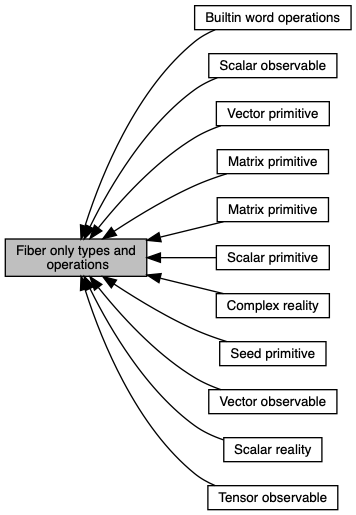 Builtin word operations
Scalar observable
Vector primitive
Matrix primitive
Matrix primitive
Fiber only types and
operations
Scalar primitive
Complex reality
Seed primitive
Vector observable
Scalar reality
Tensor observable